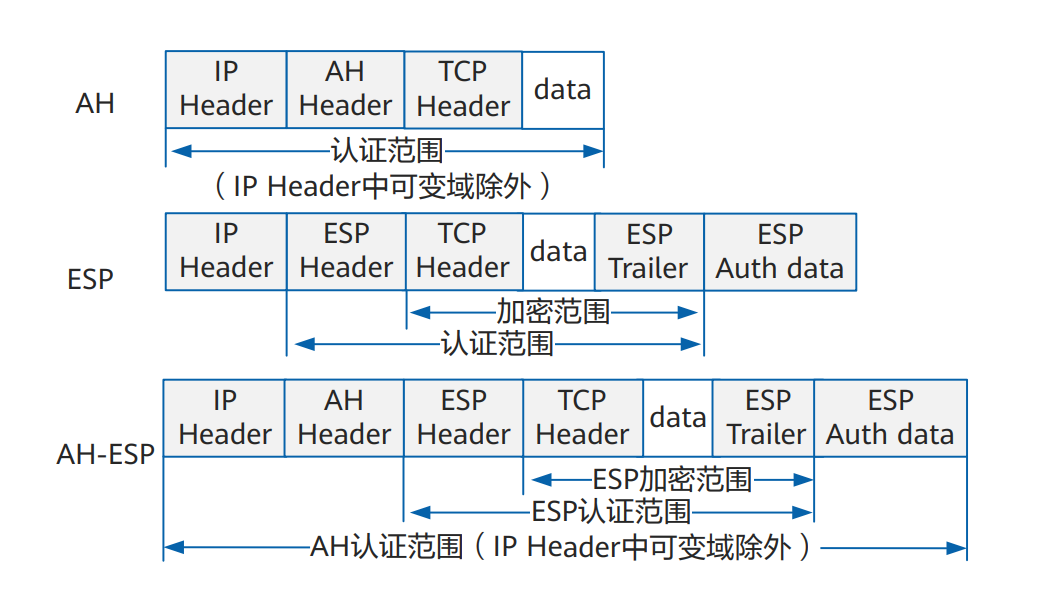 AH
IP Header
AH Header
TCP Header
data
认证范围
（ IP Header中可变域除外 ）
ESP
IP Header
ESP Header
TCP Header
data
ESP Trailer
ESP Auth data
加密范围
认证范围
AH-ESP
IP Header
AH Header
ESP Header
TCP Header
data
ESP Trailer
ESP Auth data
ESP加密范围
ESP认证范围
AH认证范围（ IP Header中可变域除外 ）